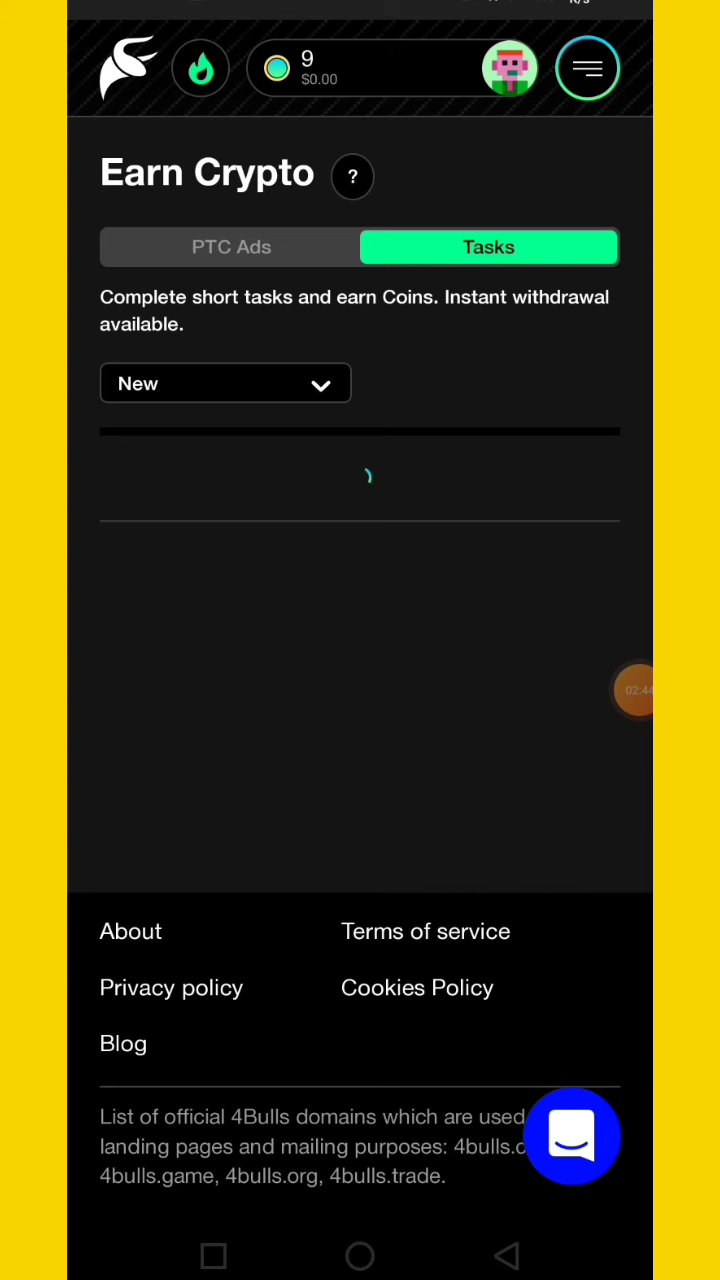 9
$0.00
Earn Crypto ?
PTC Ads Tasks
Complete short tasks and earn Coins. Instant withdrawal
available.
New
02:44
About Terms of service
Privacy policy Cookies Policy
Blog
List of official 4Bulls domains which are used
landing pages and mailing purposes:
4bulls.game, 4bulls.org, 4bulls.trade.